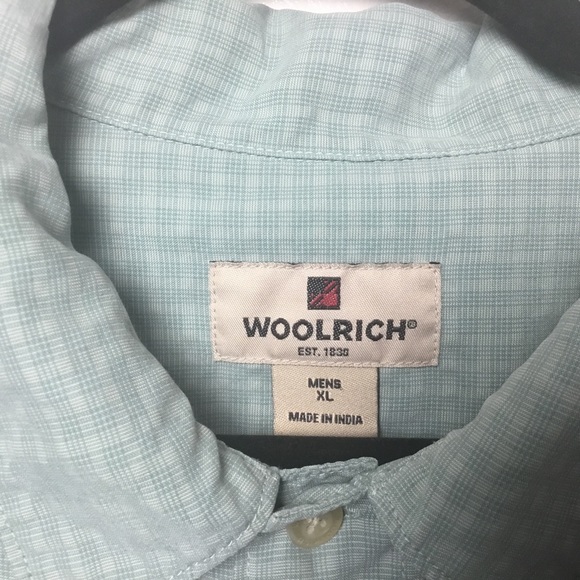 WOOLRICH®
EST. 1830
MENS
XL
MADE IN INDIA